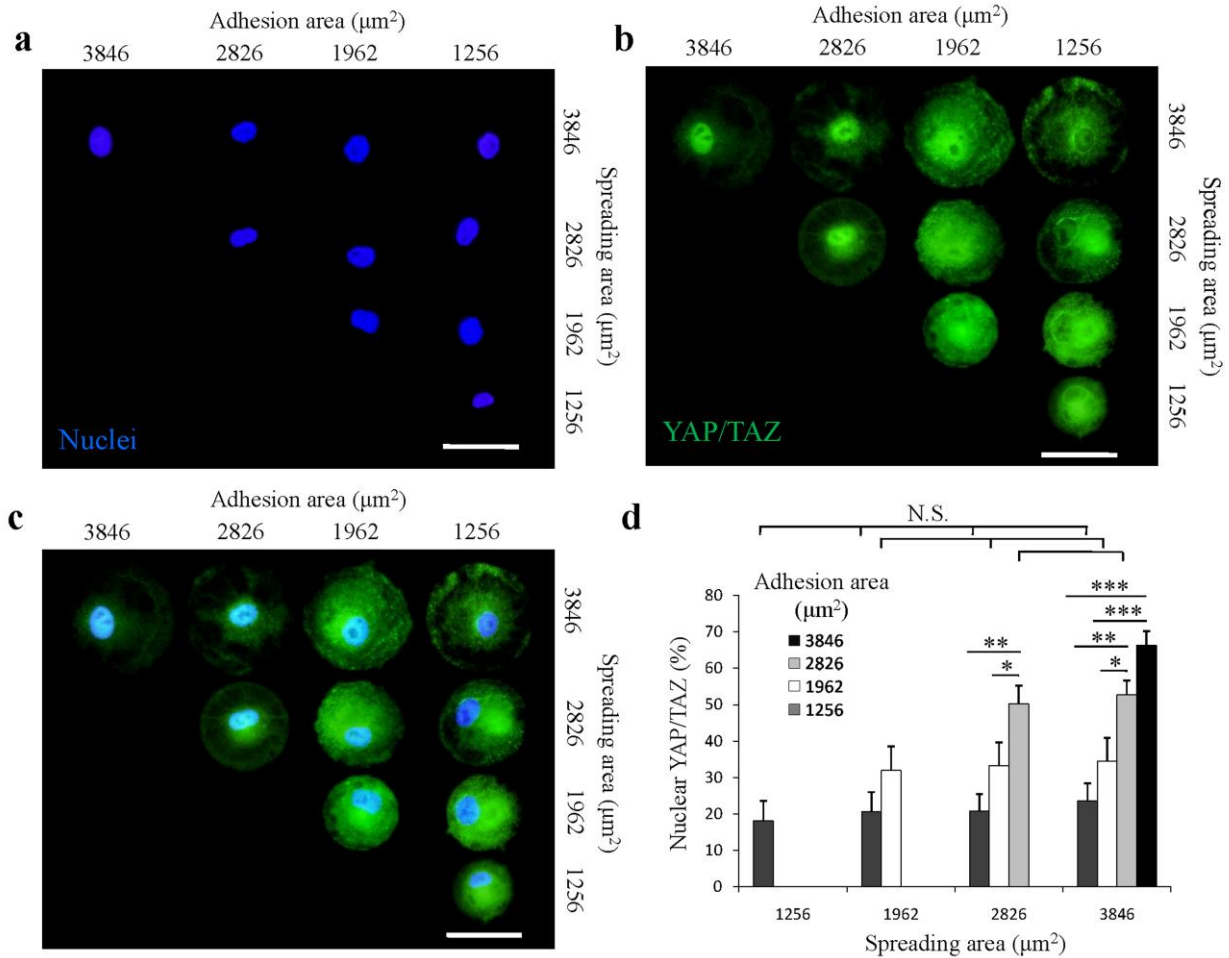 a
Adhesion area (μm²)
3846 2826 1962 1256
3846
2826
1962
1256
Spreading area (μm²)
Nuclei
b
Adhesion area (μm²)
3846 2826 1962 1256
3846
2826
1962
1256
Spreading area (μm²)
YAP/TAZ
c
Adhesion area (μm²)
3846 2826 1962 1256
3846
2826
1962
1256
Spreading area (μm²)
d
N.S.
Adhesion area
(μm²)
3846
2826
1962
1256
***
***
** **
* *
Nuclear YAP/TAZ (%)
80
70
60
50
40
30
20
10
0
1256 1962 2826 3846
Spreading area (μm²)